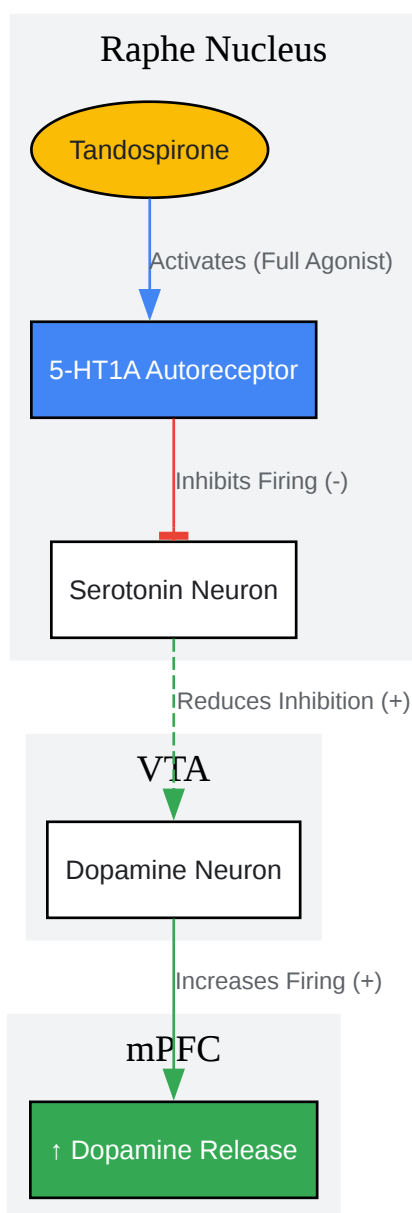 Raphe Nucleus
Tandospirone
Activates (Full Agonist)
5-HT1A Autoreceptor
Inhibits Firing (-)
Serotonin Neuron
Reduces Inhibition (+)
VTA
Dopamine Neuron
Increases Firing (+)
mPFC
↑ Dopamine Release